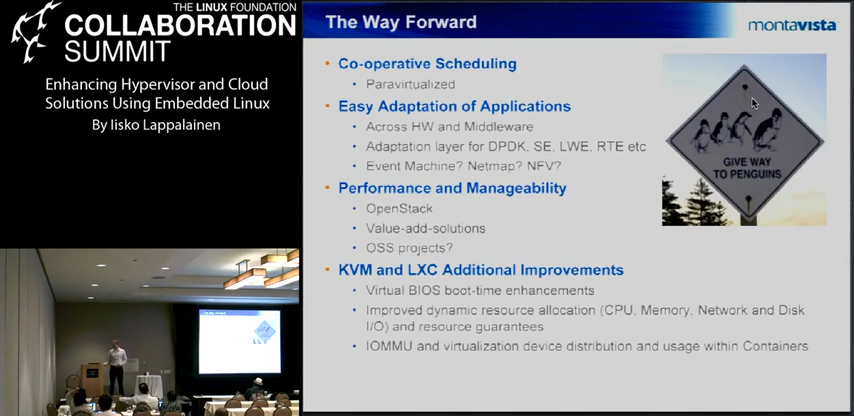 THE LINUX FOUNDATION
COLLABORATION
SUMMIT
Enhancing Hypervisor and Cloud
Solutions Using Embedded Linux
By Iisko Lappalainen
The Way Forward
montavista
• Co-operative Scheduling
• Paravirtualized
• Easy Adaptation of Applications
• Across HW and Middleware
• Adaptation layer for DPDK, SE, LWE, RTE etc
• Event Machine? Netmap? NFV?
• Performance and Manageability
• OpenStack
• Value-add-solutions
• OSS projects?
• KVM and LXC Additional Improvements
• Virtual BIOS boot-time enhancements
• Improved dynamic resource allocation (CPU, Memory, Network and Disk
I/O) and resource guarantees
• IOMMU and virtualization device distribution and usage within Containers
GIVE WAY
TO PENGUINS